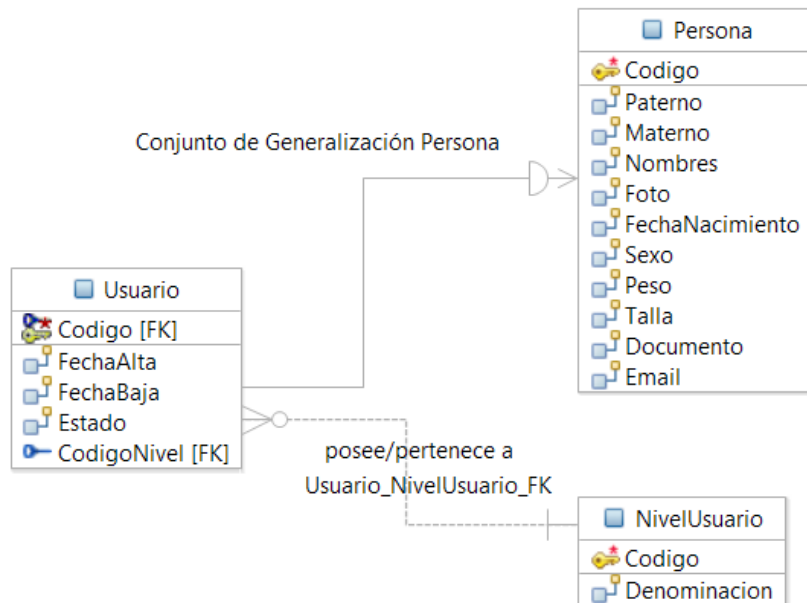 Persona
Codigo
Paterno
Materno
Nombres
Foto
FechaNacimiento
Sexo
Peso
Talla
Documento
Email
Conjunto de Generalización Persona
Usuario
Codigo [FK]
FechaAlta
FechaBaja
Estado
CodigoNivel [FK]
posee/pertenece a
Usuario_NivelUsuario_FK
NivelUsuario
Codigo
Denominacion